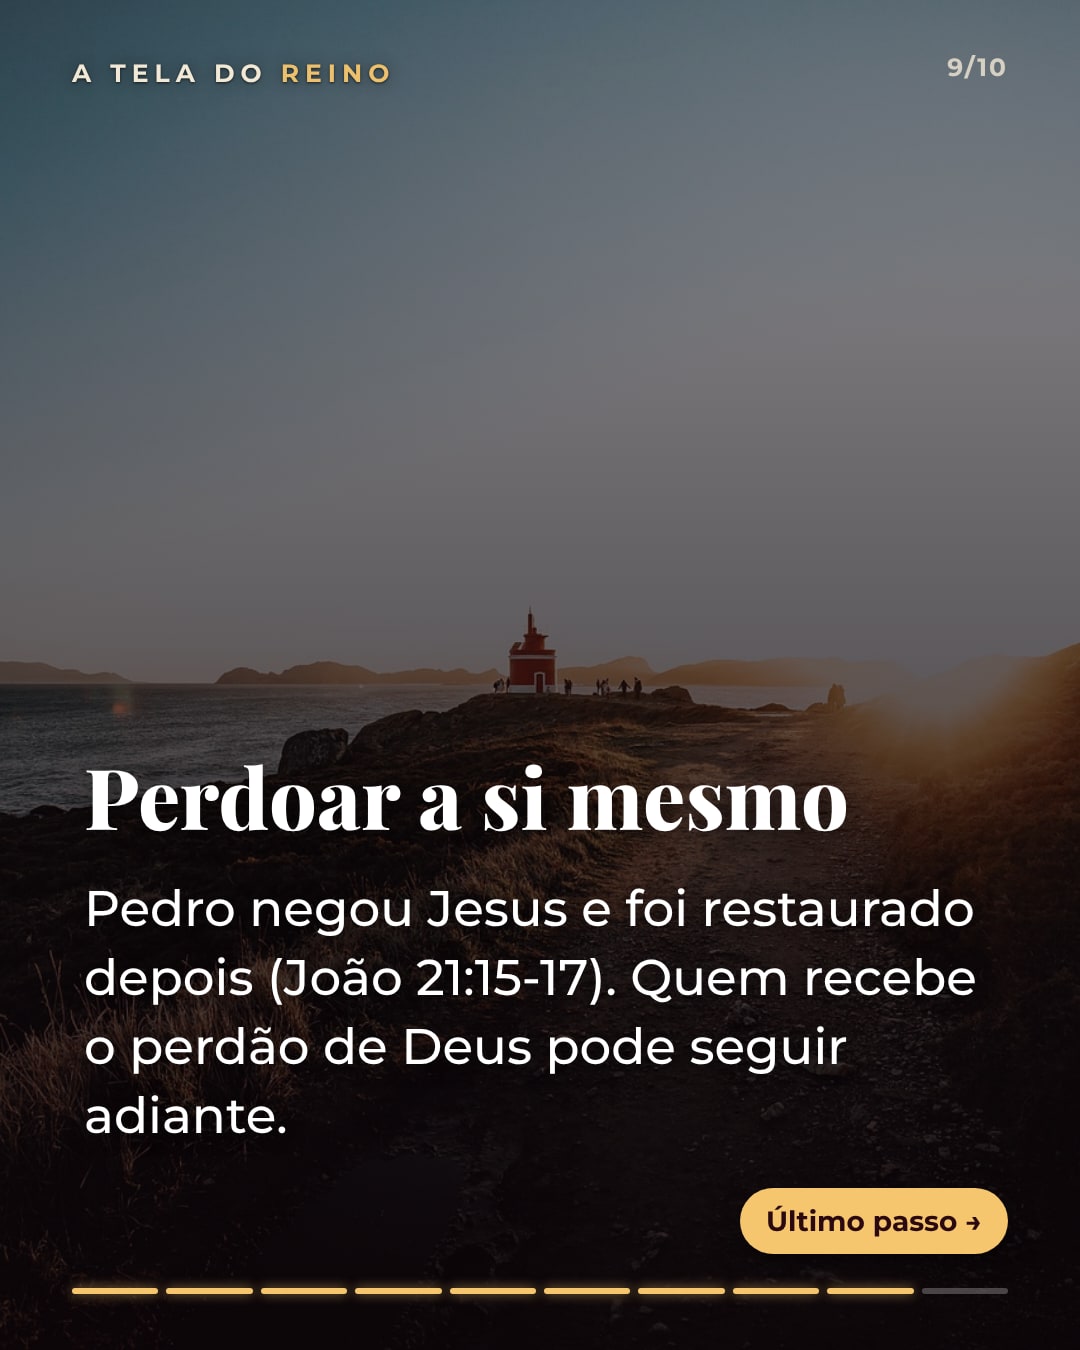 A TELA DO REINO
9/10
Perdoar a si mesmo
Pedro negou Jesus e foi restaurado
depois (João 21:15-17). Quem recebe
o perdão de Deus pode seguir
adiante.
Último passo →